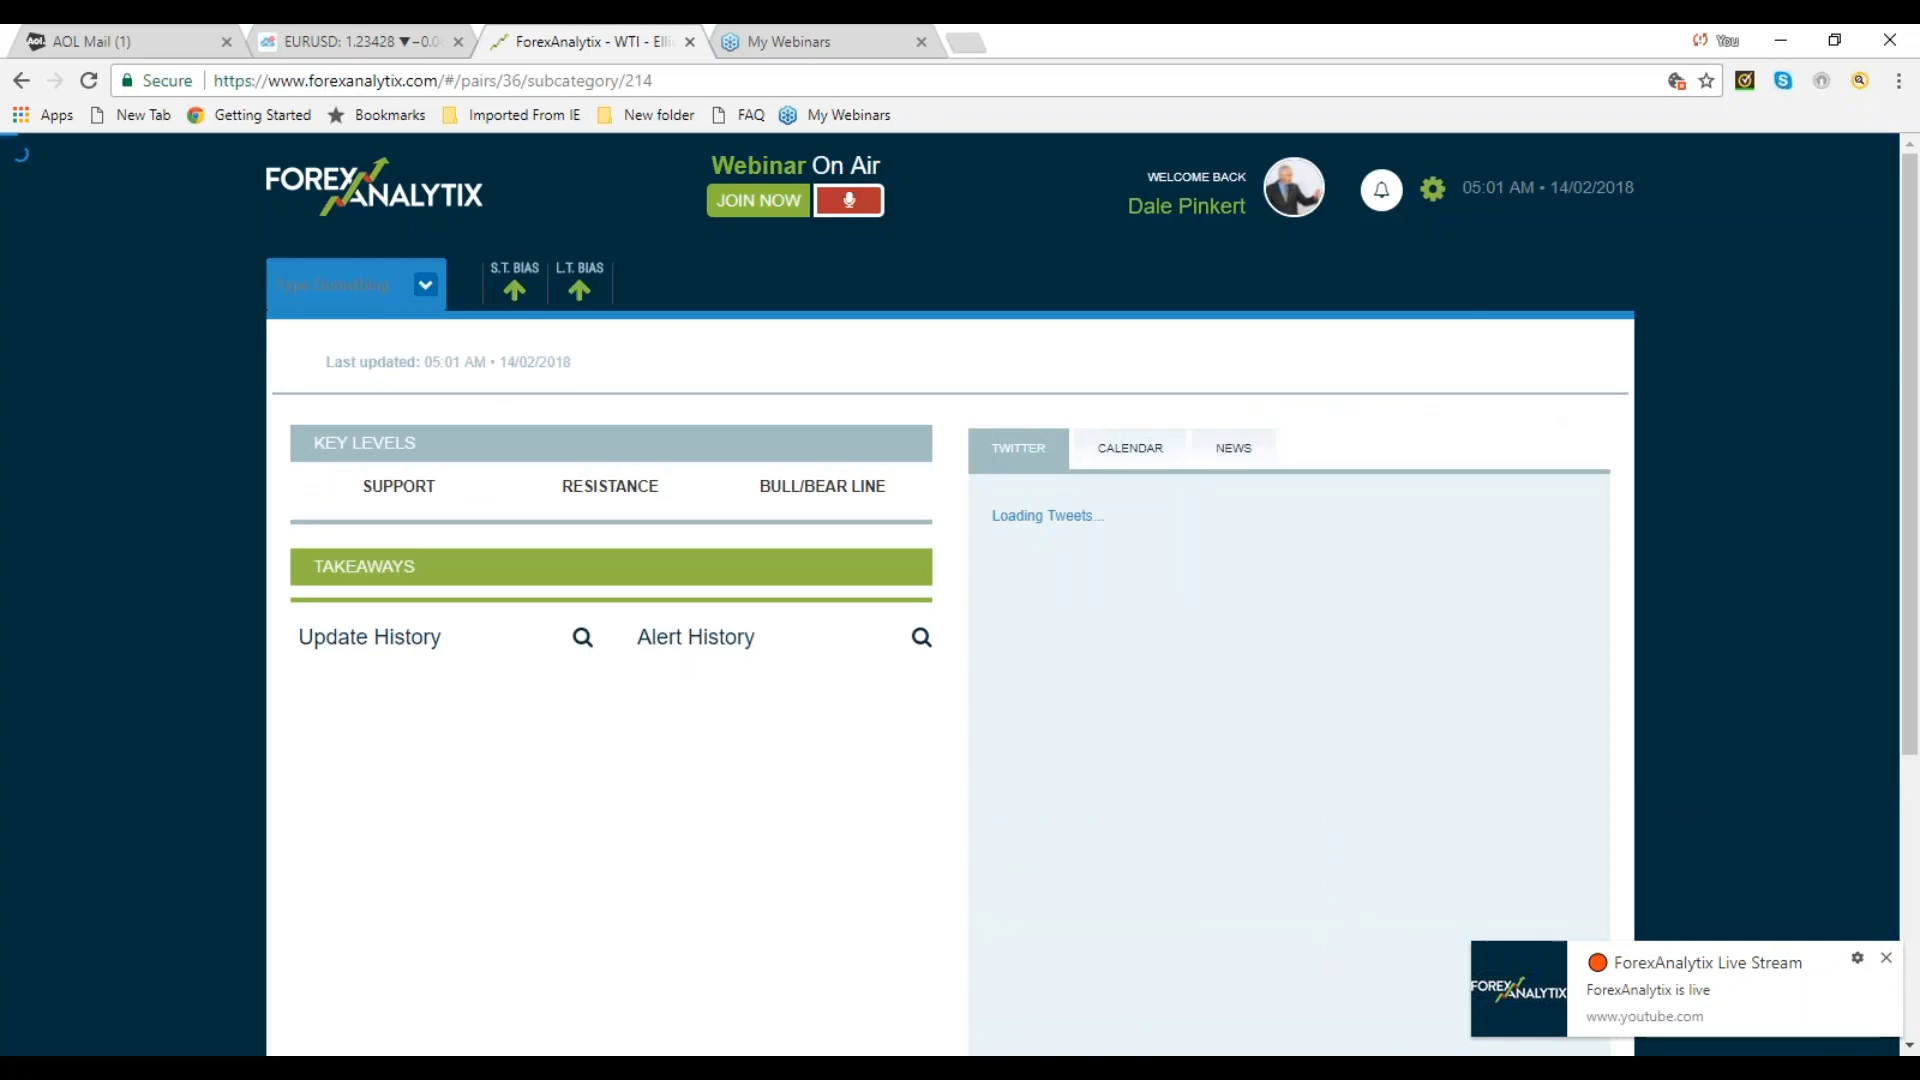 AOL Mail (1)
EURUSD: 1.23428 ▼−0.0
ForexAnalytix - WTI - Elli
My Webinars
You
Secure
https://www.forexanalytix.com/#/pairs/36/subcategory/214
Apps
New Tab
Getting Started
Bookmarks
Imported From IE
New folder
FAQ
My Webinars
FOREX ANALYTIX
Webinar On Air
JOIN NOW
WELCOME BACK
Dale Pinkert
05:01 AM • 14/02/2018
Type Something
S.T. BIAS
L.T. BIAS
Last updated: 05:01 AM • 14/02/2018
KEY LEVELS
SUPPORT
RESISTANCE
BULL/BEAR LINE
TAKEAWAYS
Update History
Alert History
TWITTER
CALENDAR
NEWS
Loading Tweets...
FOREX ANALYTIX
ForexAnalytix Live Stream
ForexAnalytix is live
www.youtube.com